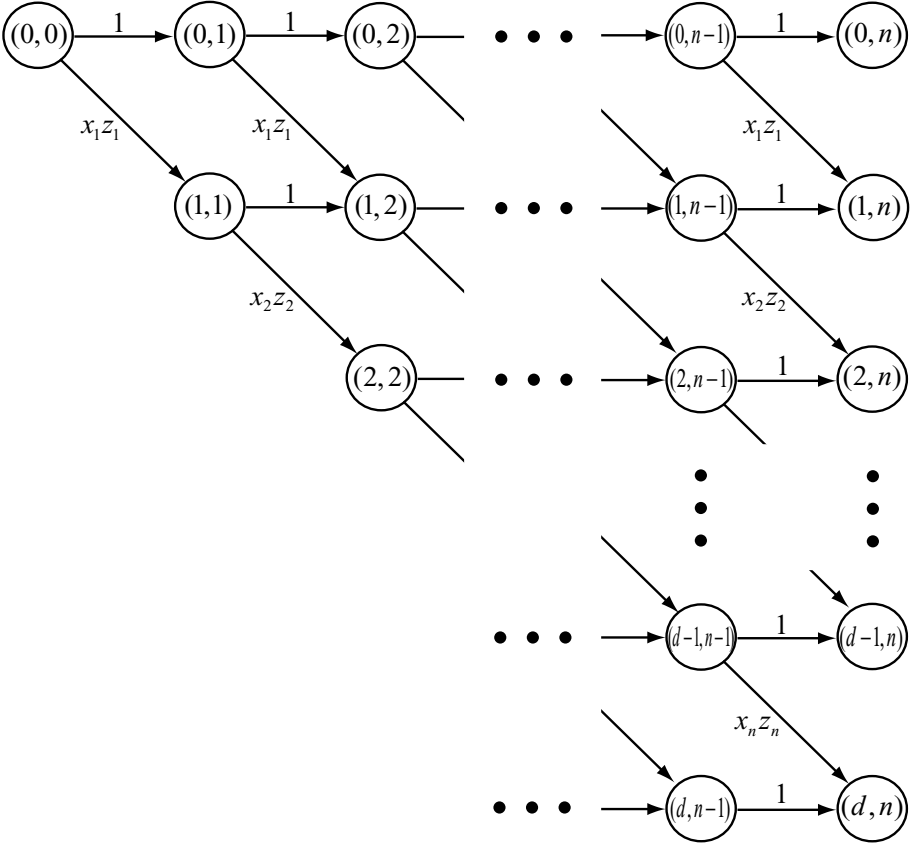 1 1 1
(0,0) (0,1) (0,2) (0,n−1) (0,n)
x₁z₁ x₁z₁ x₁z₁
1 1
(1,1) (1,2) (1,n−1) (1,n)
x₂z₂ x₂z₂
1
(2,2) (2,n−1) (2,n)
1
(d−1,n−1) (d−1,n)
xₙzₙ
1
(d,n−1) (d,n)